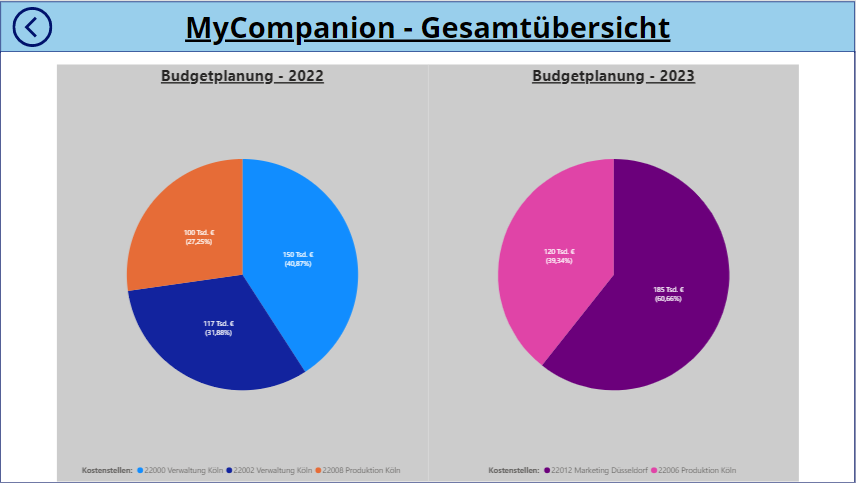 MyCompanion - Gesamtübersicht
Budgetplanung - 2022
100 Tsd. €
(27,25%)
150 Tsd. €
(40,87%)
117 Tsd. €
(31,88%)
Kostenstellen: 22000 Verwaltung Köln 22002 Verwaltung Köln 22008 Produktion Köln
Budgetplanung - 2023
120 Tsd. €
(39,34%)
185 Tsd. €
(60,66%)
Kostenstellen: 22012 Marketing Düsseldorf 22006 Produktion Köln